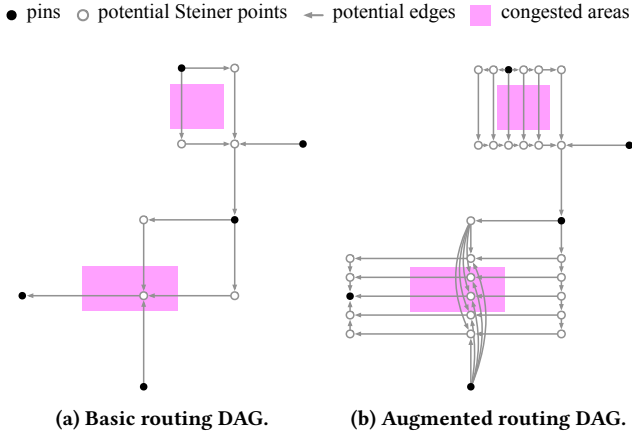 pins potential Steiner points potential edges congested areas
(a) Basic routing DAG. (b) Augmented routing DAG.